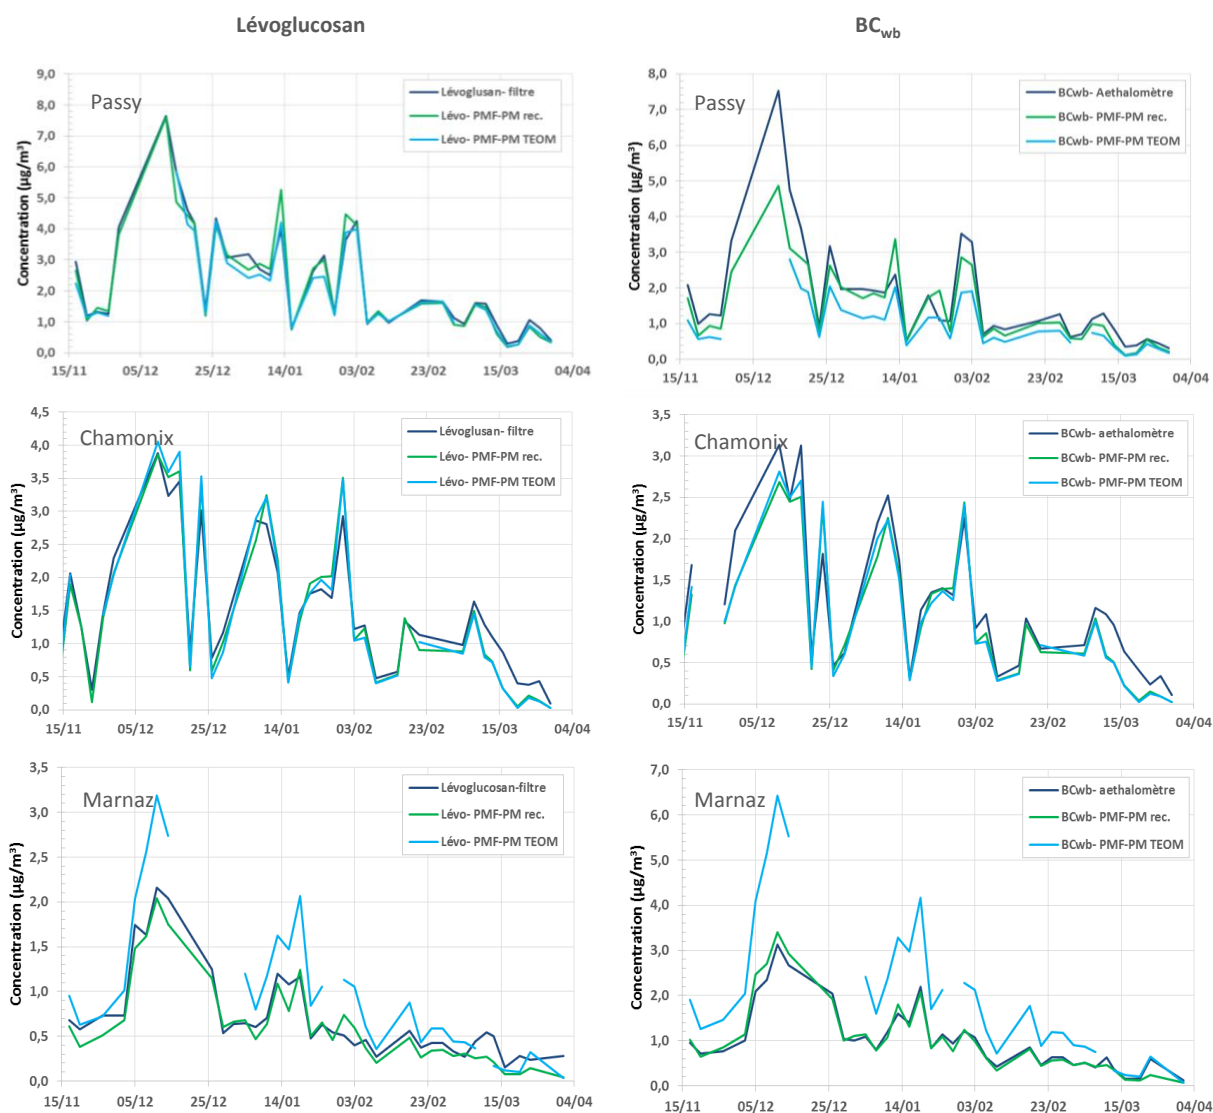 Lévoglucosan
BCwb
Passy
Concentration (µg/m³)
9,0
8,0
7,0
6,0
5,0
4,0
3,0
2,0
1,0
0,0
15/11 05/12 25/12 14/01 03/02 23/02 15/03 04/04
Lévoglusan- filtre
Lévo- PMF-PM rec.
Lévo- PMF-PM TEOM
Passy
Concentration (µg/m³)
8,0
7,0
6,0
5,0
4,0
3,0
2,0
1,0
0,0
15/11 05/12 25/12 14/01 03/02 23/02 15/03 04/04
BCwb- Aethalomètre
BCwb- PMF-PM rec.
BCwb- PMF-PM TEOM
Chamonix
Concentration (µg/m³)
4,5
4,0
3,5
3,0
2,5
2,0
1,5
1,0
0,5
0,0
15/11 05/12 25/12 14/01 03/02 23/02 15/03 04/04
Lévoglusan- filtre
Lévo- PMF-PM rec.
Lévo- PMF-PM TEOM
Chamonix
Concentration (µg/m³)
3,5
3,0
2,5
2,0
1,5
1,0
0,5
0,0
15/11 05/12 25/12 14/01 03/02 23/02 15/03 04/04
BCwb- aethalomètre
BCwb- PMF-PM rec.
BCwb- PMF-PM TEOM
Marnaz
Concentration (µg/m³)
3,5
3,0
2,5
2,0
1,5
1,0
0,5
0,0
15/11 05/12 25/12 14/01 03/02 23/02 15/03 04/04
Lévoglucosan-filtre
Lévo- PMF-PM rec.
Lévo- PMF-PM TEOM
Marnaz
Concentration (µg/m³)
7,0
6,0
5,0
4,0
3,0
2,0
1,0
0,0
15/11 05/12 25/12 14/01 03/02 23/02 15/03 04/04
BCwb- aethalomètre
BCwb- PMF-PM rec.
BCwb- PMF-PM TEOM